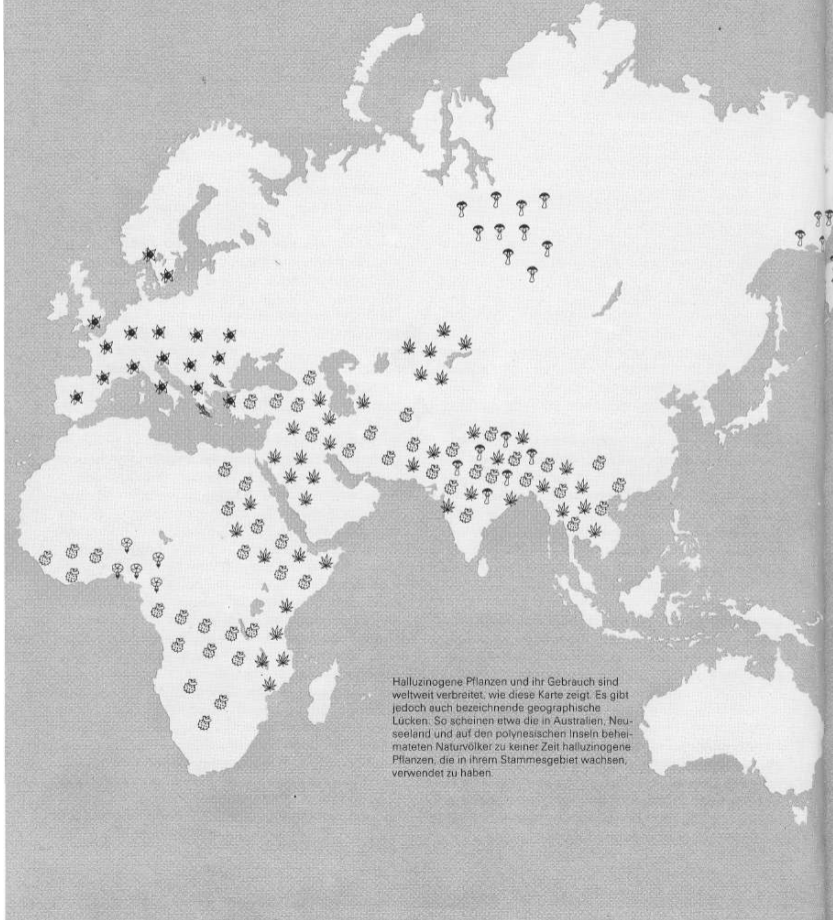 Halluzinogene Pflanzen und ihr Gebrauch sind
weltweit verbreitet, wie diese Karte zeigt. Es gibt
jedoch auch bezeichnende geographische
Lücken: So scheinen etwa die in Australien, Neu-
seeland und auf den polynesischen Inseln behei-
mateten Naturvölker zu keiner Zeit halluzinogene
Pflanzen, die in ihrem Stammesgebiet wachsen,
verwendet zu haben.